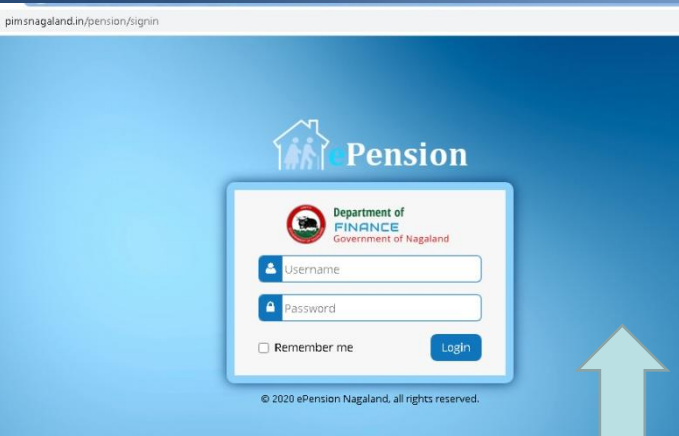 pimsnagaland.in/pension/signin
ePension
Department of
FINANCE
Government of Nagaland
Username
Password
Remember me
Login
© 2020 ePension Nagaland, all rights reserved.